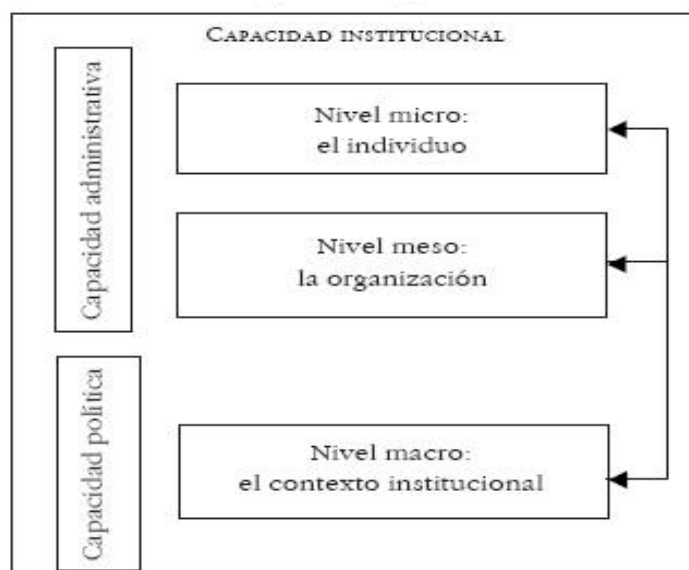 CAPACIDAD INSTITUCIONAL
Capacidad administrativa
Nivel micro:
el individuo
Nivel meso:
la organización
Capacidad política
Nivel macro:
el contexto institucional